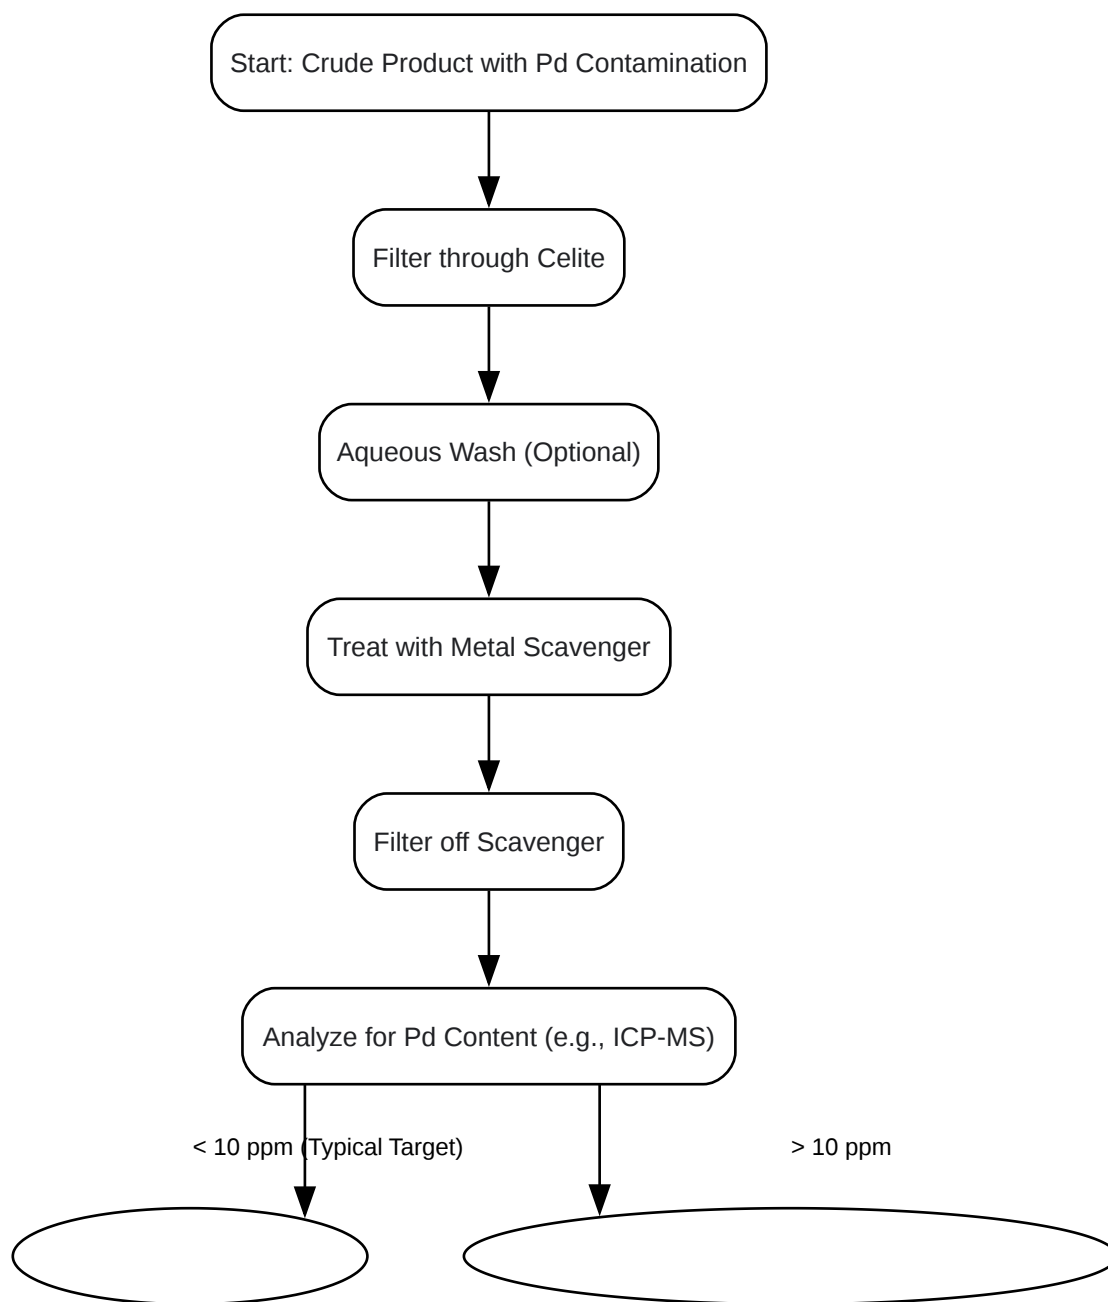 Start: Crude Product with Pd Contamination
Filter through Celite
Aqueous Wash (Optional)
Treat with Metal Scavenger
Filter off Scavenger
Analyze for Pd Content (e.g., ICP-MS)
< 10 ppm (Typical Target)
> 10 ppm